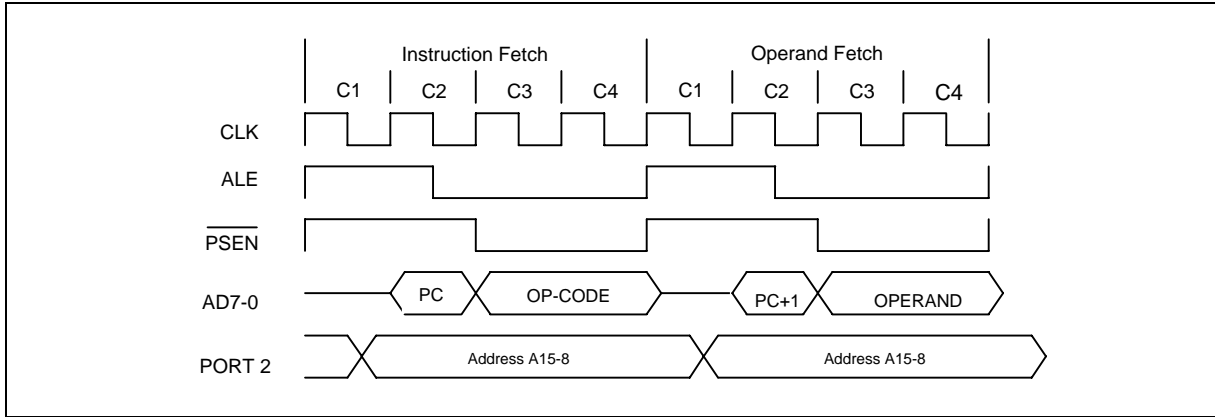 Instruction Fetch Operand Fetch
C1 C2 C3 C4 C1 C2 C3 C4
CLK
ALE
PSEN
AD7-0 PC OP-CODE PC+1 OPERAND
PORT 2 Address A15-8 Address A15-8